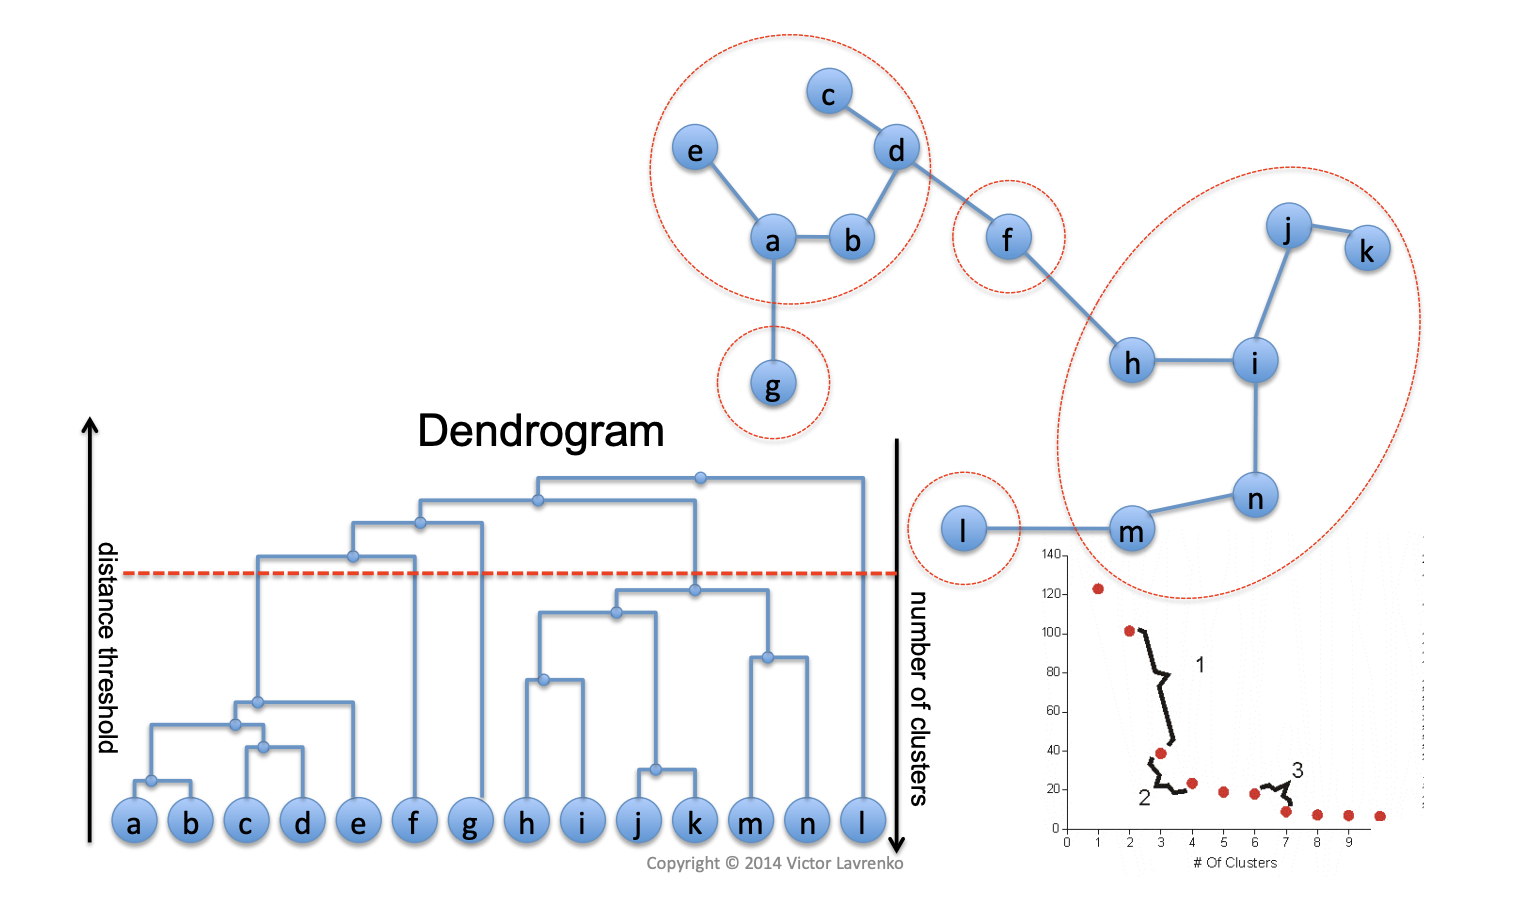 c
e
d
a
b
f
j
k
h
i
g
Dendrogram
n
l
m
distance threshold
number of clusters
140
120
100
80
60
40
20
0
1
2
3
0 1 2 3 4 5 6 7 8 9
# Of Clusters
a b c d e f g h i j k m n l
Copyright © 2014 Victor Lavrenko